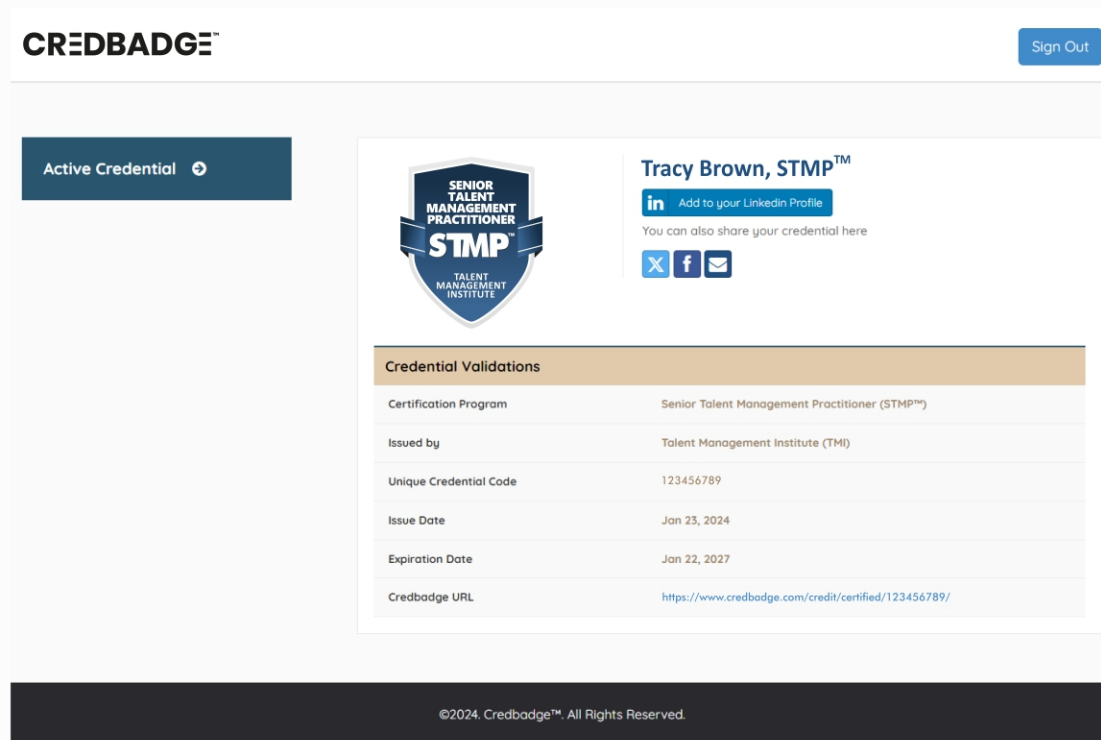 CREDBADGE™
Sign Out
Active Credential
SENIOR
TALENT
MANAGEMENT
PRACTITIONER
STMP™
TALENT
MANAGEMENT
INSTITUTE
Tracy Brown, STMP™
in Add to your Linkedin Profile
You can also share your credential here
Credential Validations
Certification Program Senior Talent Management Practitioner (STMP™)
Issued by Talent Management Institute (TMI)
Unique Credential Code 123456789
Issue Date Jan 23, 2024
Expiration Date Jan 22, 2027
Credbadge URL https://www.credbadge.com/credit/certified/123456789/
©2024. Credbadge™. All Rights Reserved.